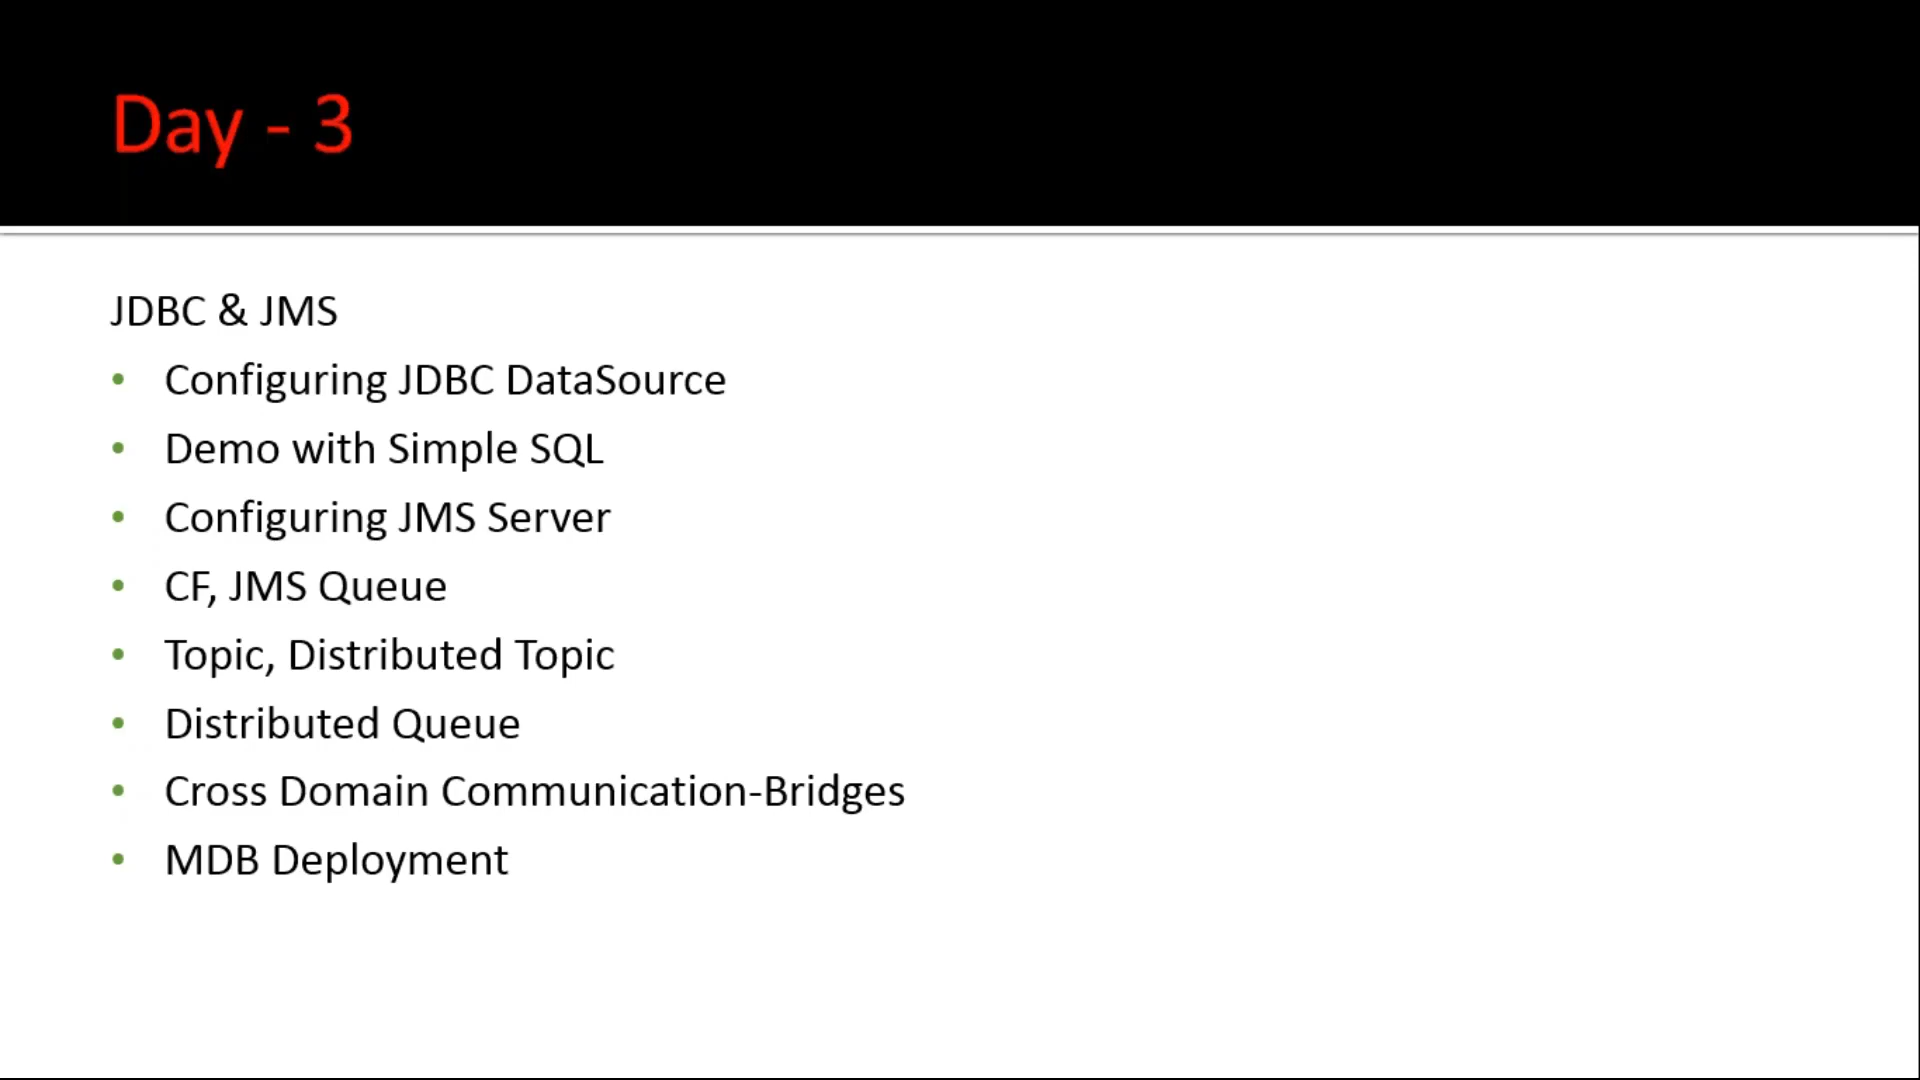 Day - 3
JDBC & JMS
• Configuring JDBC DataSource
• Demo with Simple SQL
• Configuring JMS Server
• CF, JMS Queue
• Topic, Distributed Topic
• Distributed Queue
• Cross Domain Communication-Bridges
• MDB Deployment